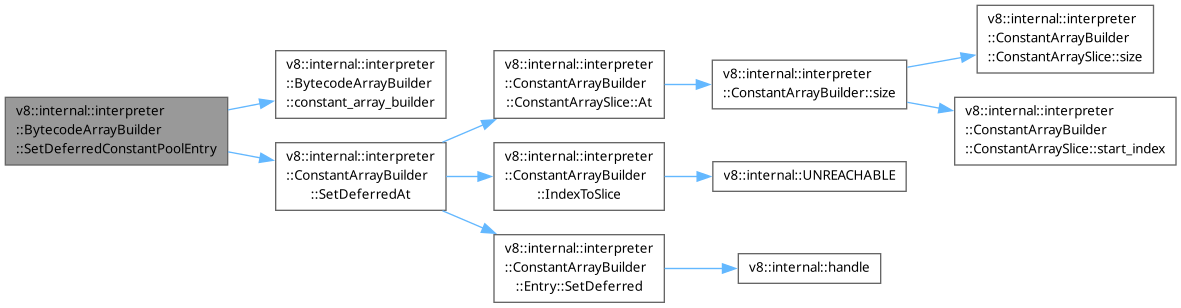 v8::internal::interpreter
::BytecodeArrayBuilder
::SetDeferredConstantPoolEntry
v8::internal::interpreter
::BytecodeArrayBuilder
::constant_array_builder
v8::internal::interpreter
::ConstantArrayBuilder
::SetDeferredAt
v8::internal::interpreter
::ConstantArrayBuilder
::ConstantArraySlice::At
v8::internal::interpreter
::ConstantArrayBuilder
::IndexToSlice
v8::internal::interpreter
::ConstantArrayBuilder
::Entry::SetDeferred
v8::internal::interpreter
::ConstantArrayBuilder::size
v8::internal::UNREACHABLE
v8::internal::handle
v8::internal::interpreter
::ConstantArrayBuilder
::ConstantArraySlice::size
v8::internal::interpreter
::ConstantArrayBuilder
::ConstantArraySlice::start_index